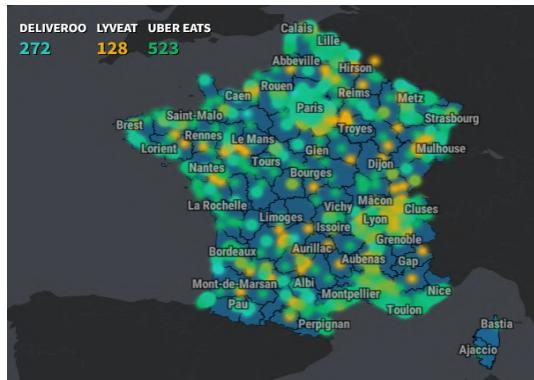 DELIVEROO LYVEAT UBER EATS
272 128 523
Calais
Lille
Abbeville
Hirson
Rouen
Reims
Metz
Caen
Paris
Saint-Malo
Strasbourg
Brest
Troyes
Rennes
Le Mans
Lorient
Gien
Mulhouse
Tours
Dijon
Nantes
Bourges
La Rochelle
Vichy
Mâcon
Cluses
Limoges
Lyon
Issoire
Grenoble
Bordeaux
Aurillac
Aubenas
Gap
Mont-de-Marsan
Albi
Montpellier
Nice
Pau
Toulon
Perpignan
Bastia
Ajaccio